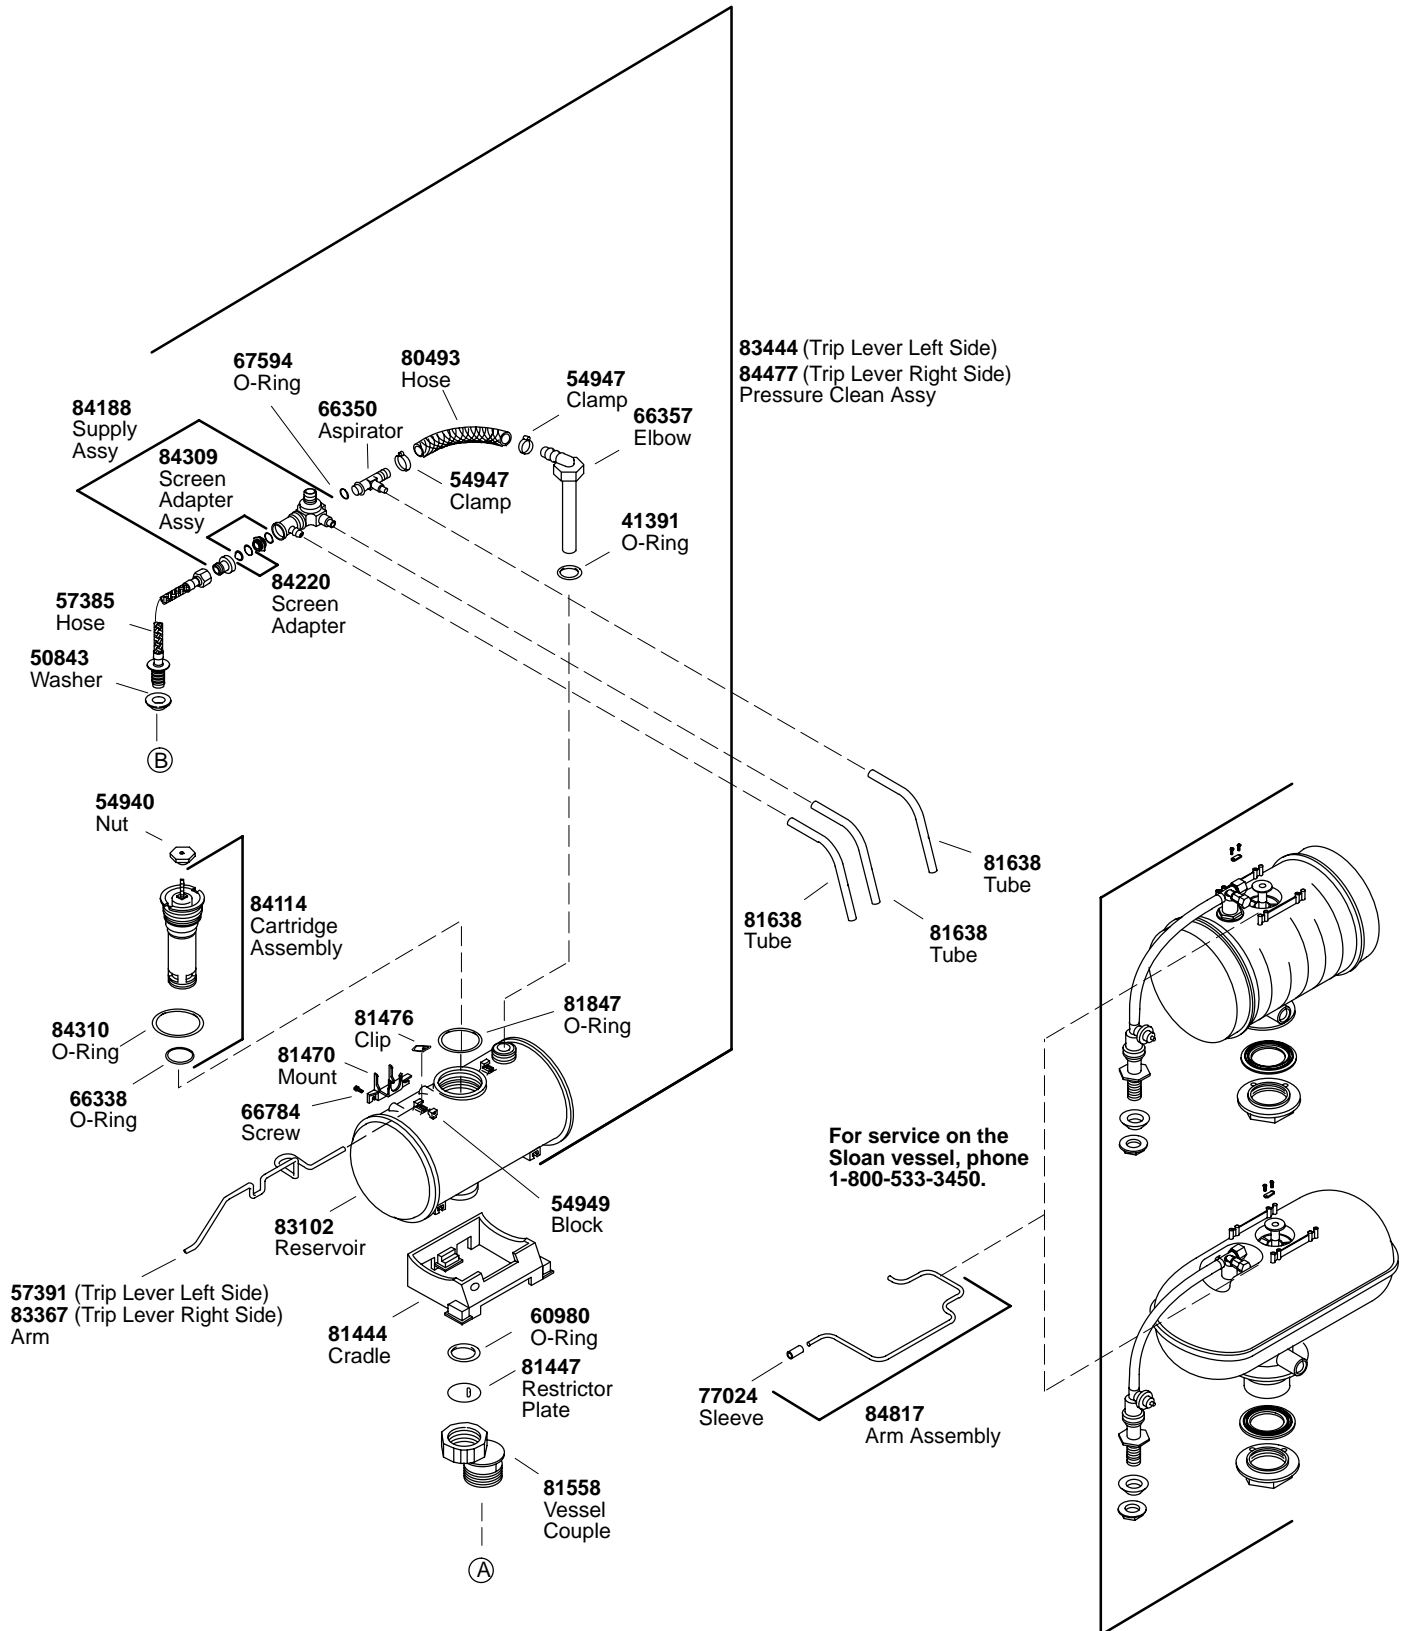 83444 (Trip Lever Left Side)
84477 (Trip Lever Right Side)
Pressure Clean Assy
67594
O-Ring
80493
Hose
54947
Clamp
66357
Elbow
84188
Supply
Assy
66350
Aspirator
84309
Screen
Adapter
Assy
54947
Clamp
41391
O-Ring
84220
Screen
Adapter
57385
Hose
50843
Washer
B
54940
Nut
84114
Cartridge
Assembly
84310
O-Ring
66338
O-Ring
81638
Tube
81638
Tube
81638
Tube
81847
O-Ring
81476
Clip
81470
Mount
66784
Screw
54949
Block
83102
Reservoir
57391 (Trip Lever Left Side)
83367 (Trip Lever Right Side)
Arm
81444
Cradle
60980
O-Ring
81447
Restrictor
Plate
81558
Vessel
Couple
A
For service on the
Sloan vessel, phone
1-800-533-3450.
77024
Sleeve
84817
Arm Assembly